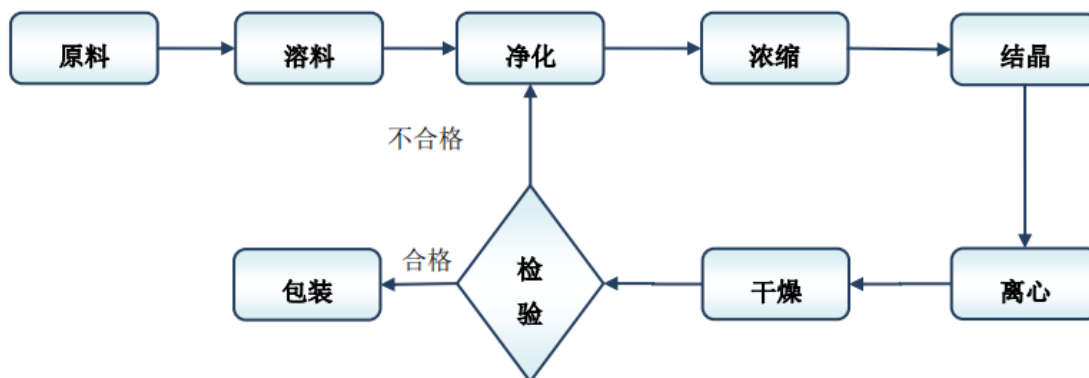 原料
溶料
净化
浓缩
结晶
不合格
合格
包装
检
验
干燥
离心